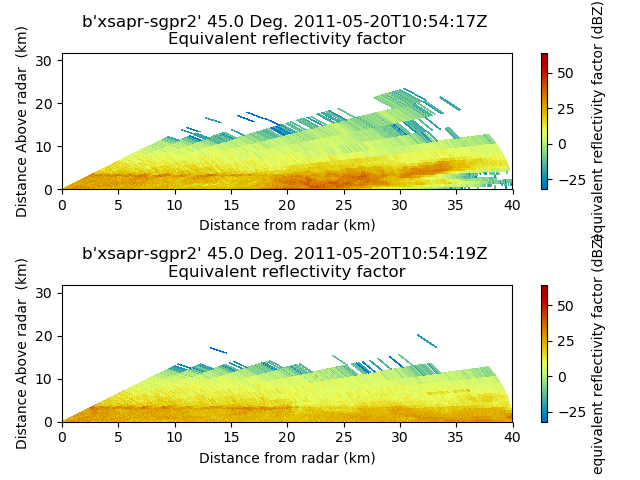 b'xsapr-sgpr2' 45.0 Deg. 2011-05-20T10:54:17Z
Equivalent reflectivity factor
Distance Above radar (km)
30
20
10
0
0 5 10 15 20 25 30 35 40
Distance from radar (km)
50
25
0
−25
equivalent reflectivity factor (dBZ)
b'xsapr-sgpr2' 45.0 Deg. 2011-05-20T10:54:19Z
Equivalent reflectivity factor
Distance Above radar (km)
30
20
10
0
0 5 10 15 20 25 30 35 40
Distance from radar (km)
50
25
0
−25
equivalent reflectivity factor (dBZ)